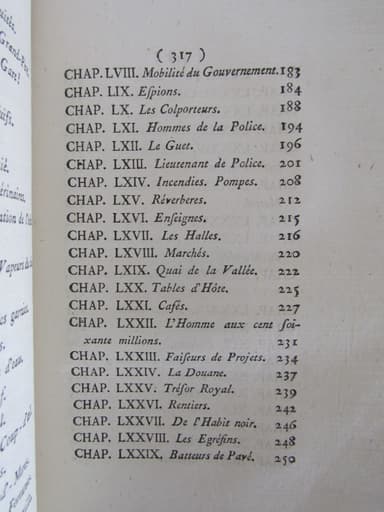 ( 317 )
CHAP. LVIII. Mobilité du Gouvernement. 183
CHAP. LIX. Eſpions. 184
CHAP. LX. Les Colporteurs. 188
CHAP. LXI. Hommes de la Police. 194
CHAP. LXII. Le Guet. 196
CHAP. LXIII. Lieutenant de Police. 201
CHAP. LXIV. Incendies. Pompes. 208
CHAP. LXV. Réverberes. 212
CHAP. LXVI. Enſeignes. 215
CHAP. LXVII. Les Halles. 216
CHAP. LXVIII. Marchés. 220
CHAP. LXIX. Quai de la Vallée. 222
CHAP. LXX. Tables d'Hôte. 225
CHAP. LXXI. Cafés. 227
CHAP. LXXII. L'Homme aux cent ſoi-
xante millions. 231
CHAP. LXXIII. Faiſeurs de Projets. 234
CHAP. LXXIV. La Douane. 237
CHAP. LXXV. Tréſor Royal. 239
CHAP. LXXVI. Rentiers. 242
CHAP. LXXVII. De l'Habit noir. 246
CHAP. LXXVIII. Les Egréfins. 248
CHAP. LXXIX. Batteurs de Pavé. 250